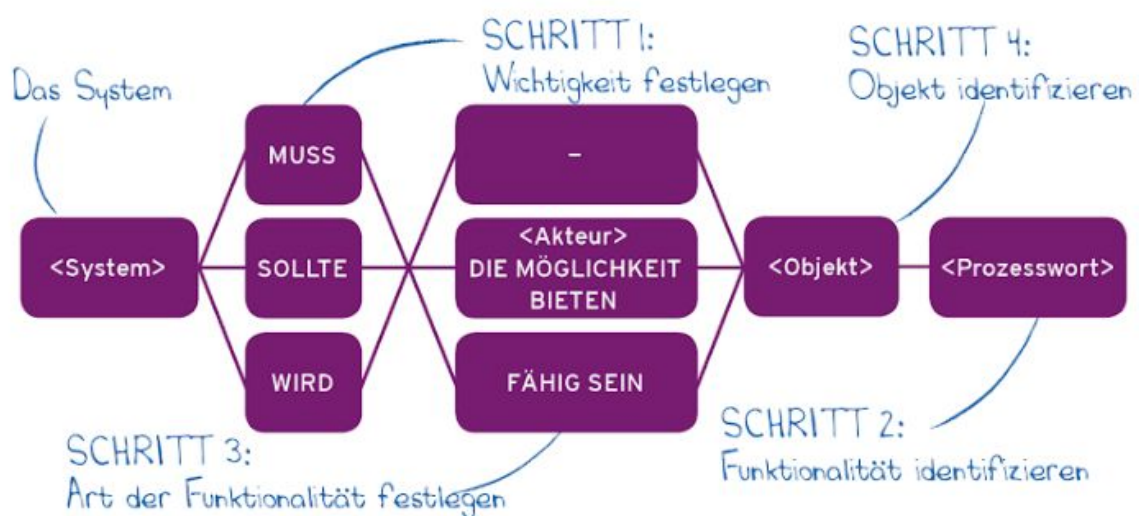 SCHRITT 1:
Wichtigkeit festlegen
SCHRITT 4:
Objekt identifizieren
Das System
MUSS
–
<System>
SOLLTE
<Akteur>
DIE MÖGLICHKEIT
BIETEN
<Objekt>
<Prozesswort>
WIRD
FÄHIG SEIN
SCHRITT 3:
Art der Funktionalität festlegen
SCHRITT 2:
Funktionalität identifizieren